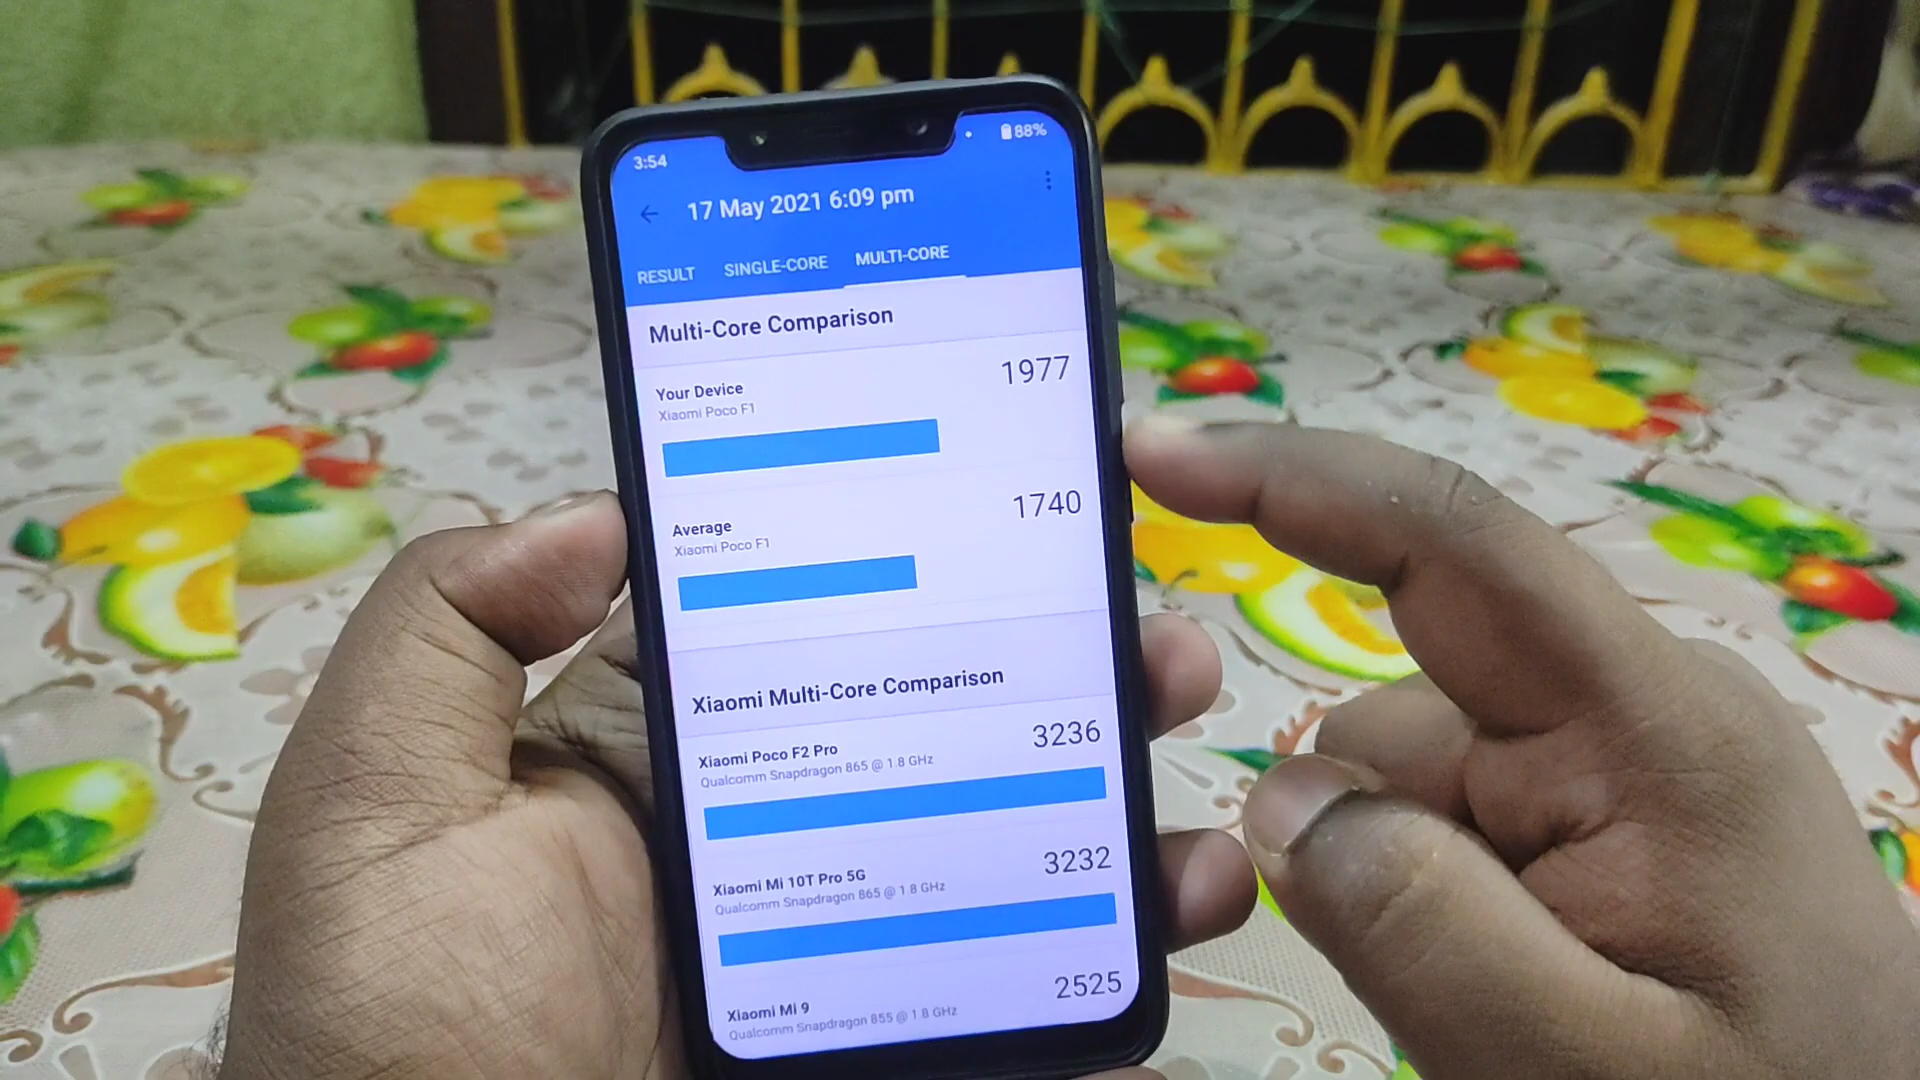 3:54
88%
17 May 2021 6:09 pm
RESULT SINGLE-CORE MULTI-CORE
Multi-Core Comparison
Your Device
1977
Xiaomi Poco F1
Average
1740
Xiaomi Poco F1
Xiaomi Multi-Core Comparison
Xiaomi Poco F2 Pro
3236
Qualcomm Snapdragon 865 @ 1.8 GHz
Xiaomi Mi 10T Pro 5G
3232
Qualcomm Snapdragon 865 @ 1.8 GHz
Xiaomi Mi 9
2525
Qualcomm Snapdragon 855 @ 1.8 GHz